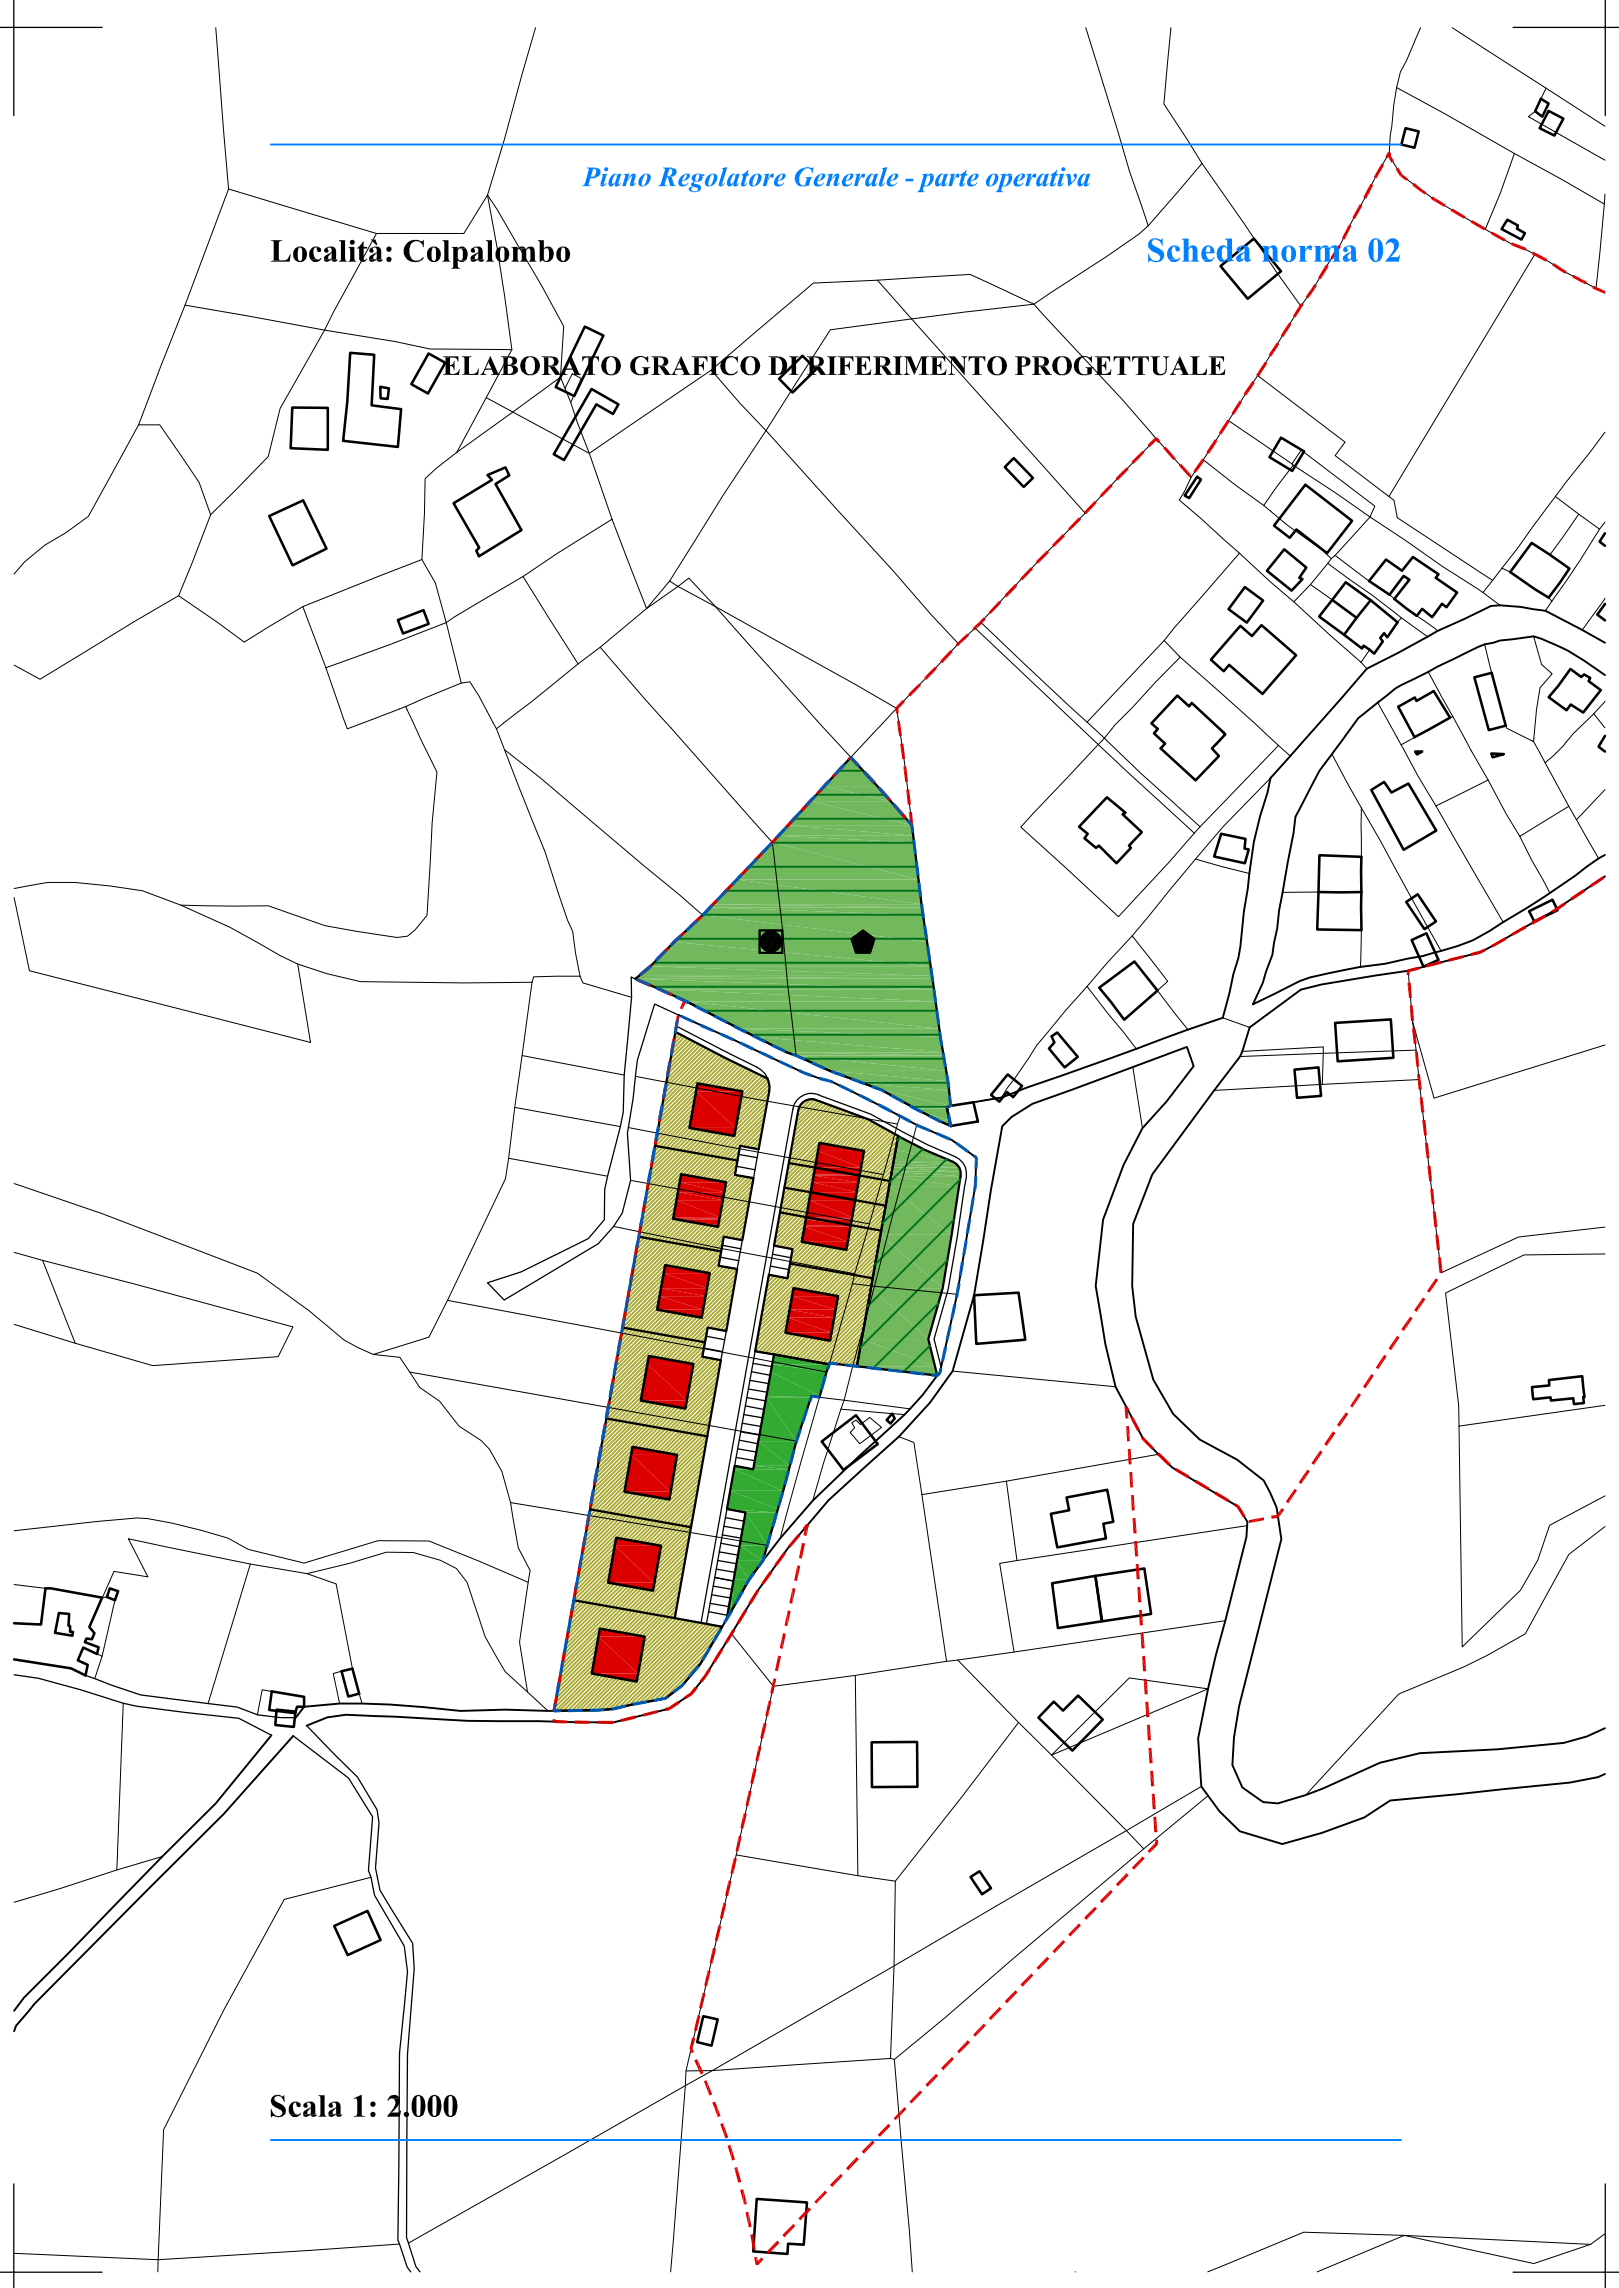 Piano Regolatore Generale - parte operativa
Località: Colpalombo
Scheda norma 02
ELABORATO GRAFICO DI RIFERIMENTO PROGETTUALE
Scala 1: 2.000